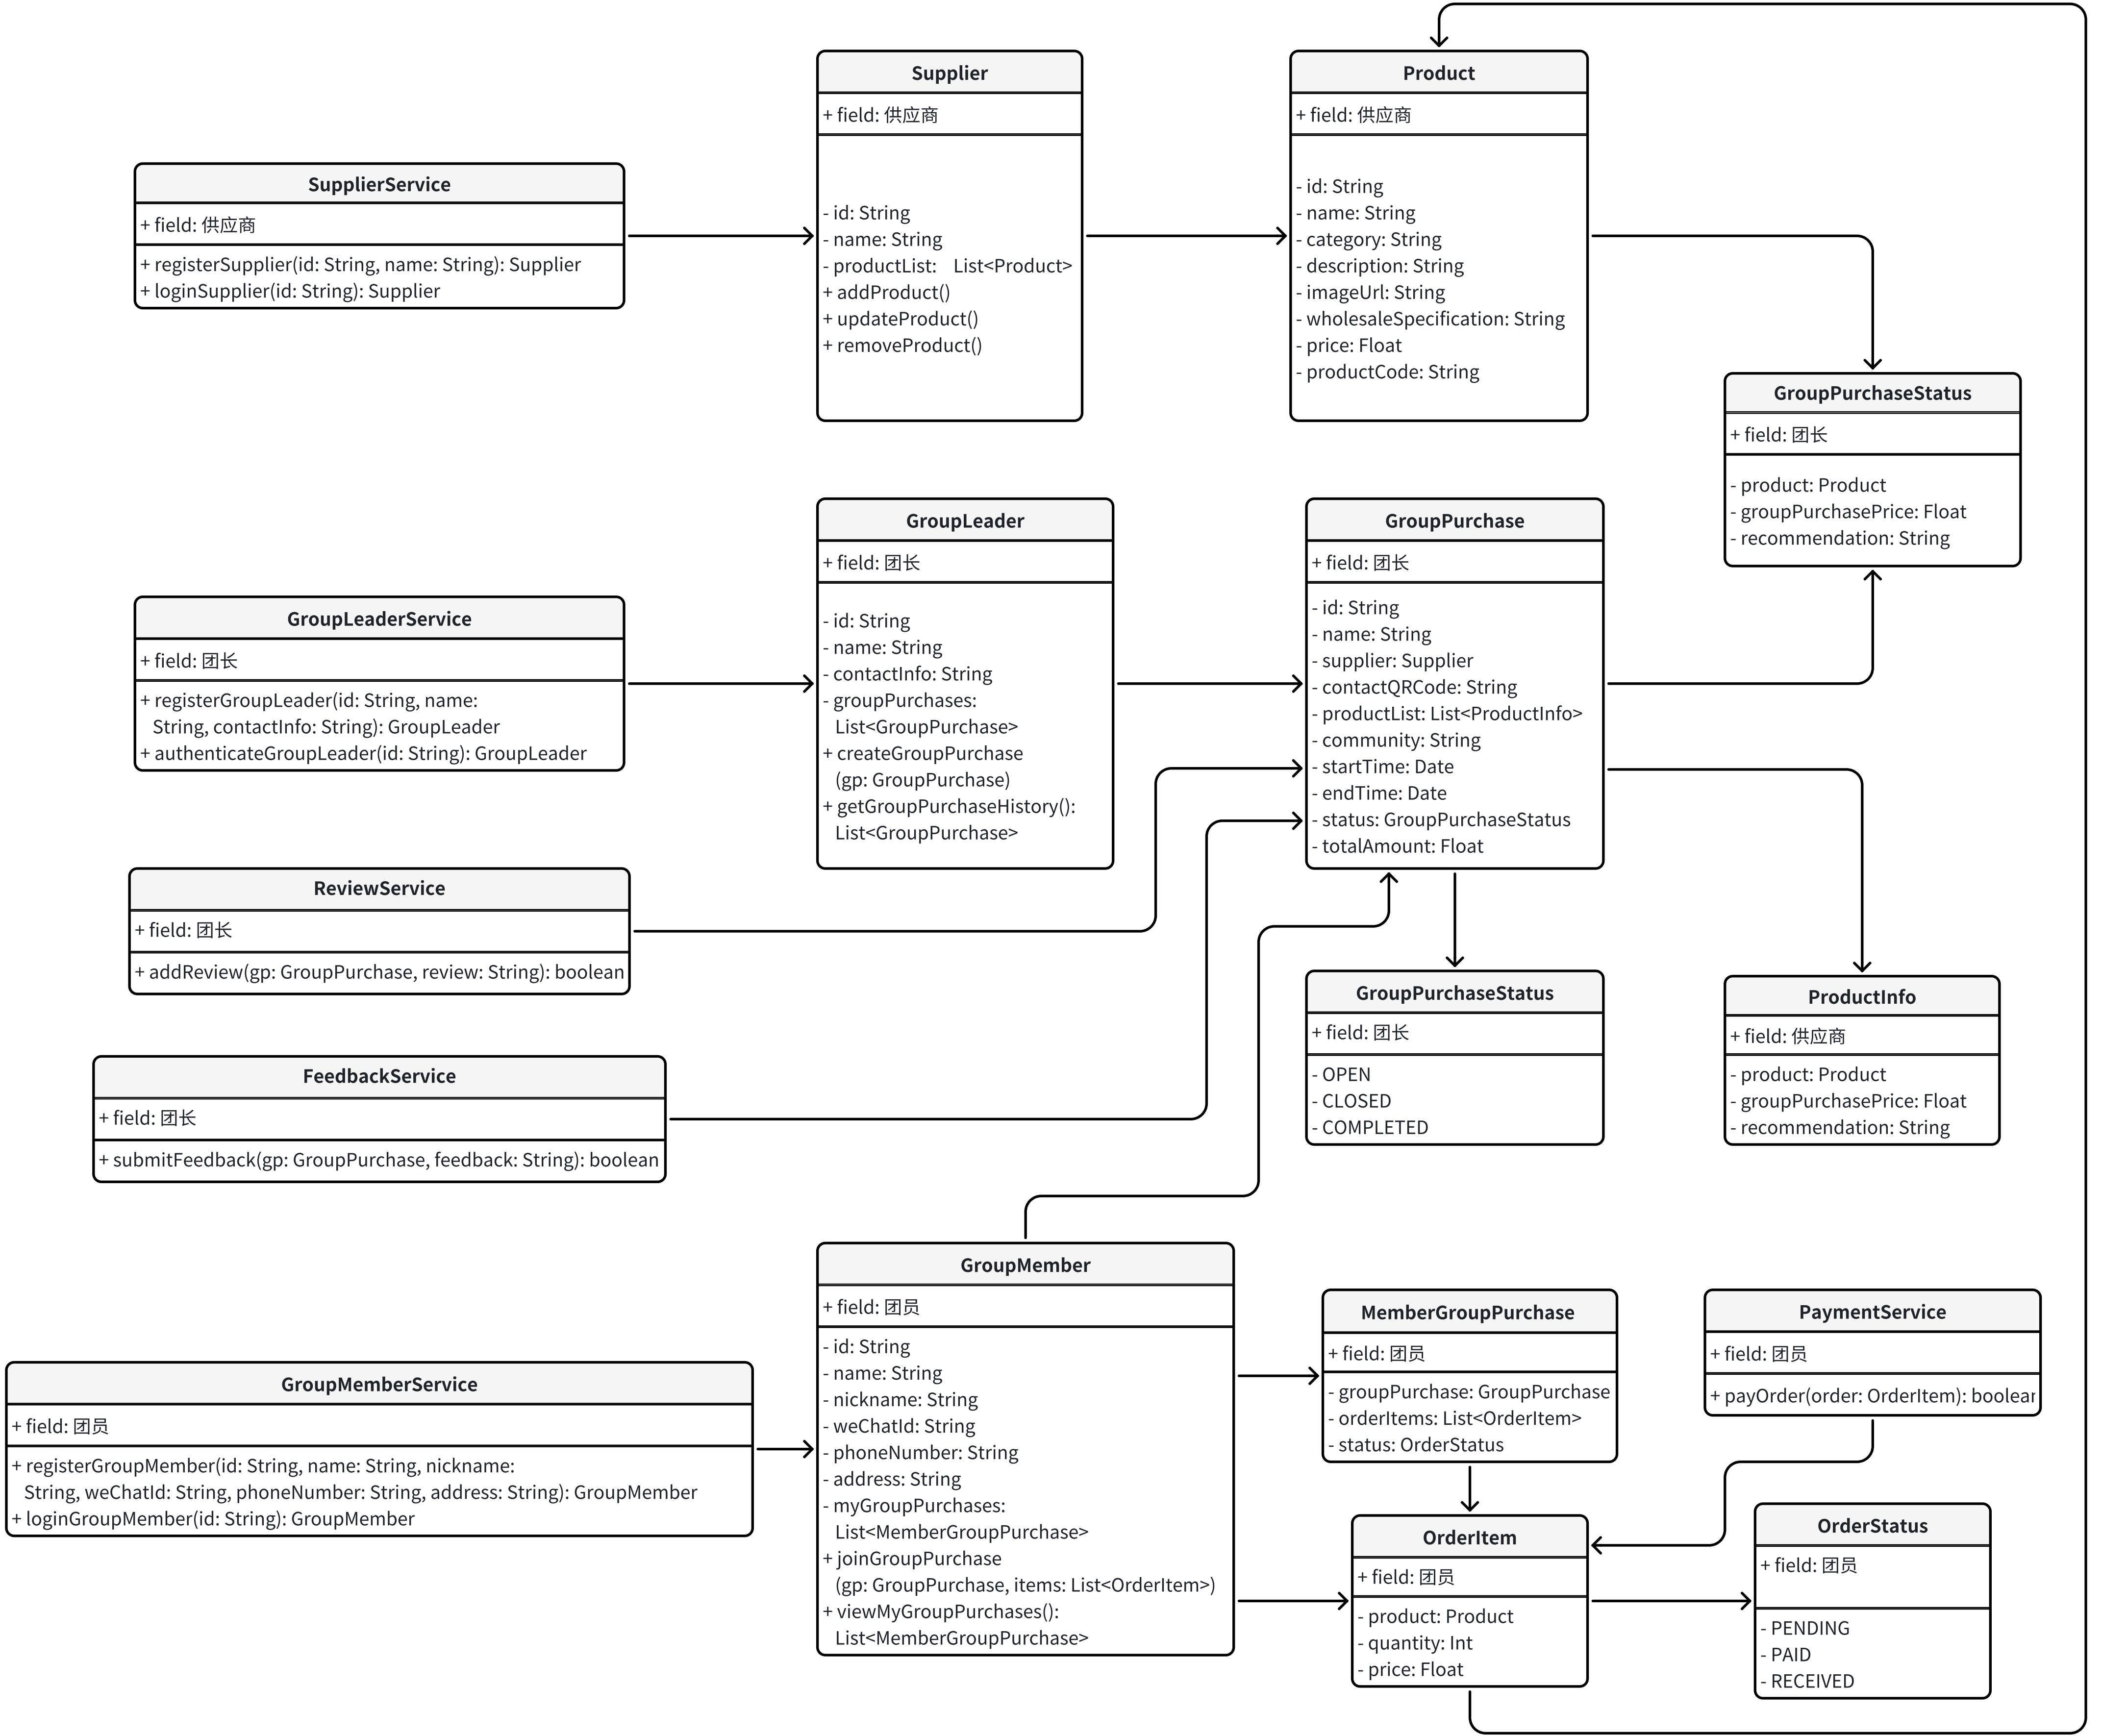 Supplier
+ field: 供应商
- id: String
- name: String
- productList: List<Product>
+ addProduct()
+ updateProduct()
+ removeProduct()
Product
+ field: 供应商
- id: String
- name: String
- category: String
- description: String
- imageUrl: String
- wholesaleSpecification: String
- price: Float
- productCode: String
SupplierService
+ field: 供应商
+ registerSupplier(id: String, name: String): Supplier
+ loginSupplier(id: String): Supplier
GroupPurchaseStatus
+ field: 团长
- product: Product
- groupPurchasePrice: Float
- recommendation: String
GroupLeader
+ field: 团长
- id: String
- name: String
- contactInfo: String
- groupPurchases:
List<GroupPurchase>
+ createGroupPurchase
(gp: GroupPurchase)
+ getGroupPurchaseHistory():
List<GroupPurchase>
GroupPurchase
+ field: 团长
- id: String
- name: String
- supplier: Supplier
- contactQRCode: String
- productList: List<ProductInfo>
- community: String
- startTime: Date
- endTime: Date
- status: GroupPurchaseStatus
- totalAmount: Float
GroupLeaderService
+ field: 团长
+ registerGroupLeader(id: String, name:
String, contactInfo: String): GroupLeader
+ authenticateGroupLeader(id: String): GroupLeader
ReviewService
+ field: 团长
+ addReview(gp: GroupPurchase, review: String): boolean
GroupPurchaseStatus
+ field: 团长
- OPEN
- CLOSED
- COMPLETED
ProductInfo
+ field: 供应商
- product: Product
- groupPurchasePrice: Float
- recommendation: String
FeedbackService
+ field: 团长
+ submitFeedback(gp: GroupPurchase, feedback: String): boolean
GroupMember
+ field: 团员
- id: String
- name: String
- nickname: String
- weChatId: String
- phoneNumber: String
- address: String
- myGroupPurchases:
List<MemberGroupPurchase>
+ joinGroupPurchase
(gp: GroupPurchase, items: List<OrderItem>)
+ viewMyGroupPurchases():
List<MemberGroupPurchase>
MemberGroupPurchase
+ field: 团员
- groupPurchase: GroupPurchase
- orderItems: List<OrderItem>
- status: OrderStatus
PaymentService
+ field: 团员
+ payOrder(order: OrderItem): boolean
GroupMemberService
+ field: 团员
+ registerGroupMember(id: String, name: String, nickname:
String, weChatId: String, phoneNumber: String, address: String): GroupMember
+ loginGroupMember(id: String): GroupMember
OrderItem
+ field: 团员
- product: Product
- quantity: Int
- price: Float
OrderStatus
+ field: 团员
- PENDING
- PAID
- RECEIVED